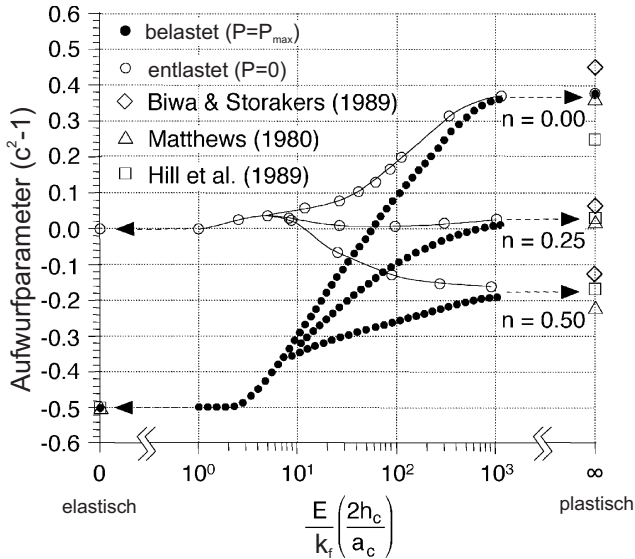 Aufwurfparameter (c²-1)
0.6
0.5
0.4
0.3
0.2
0.1
0.0
-0.1
-0.2
-0.3
-0.4
-0.5
-0.6
belastet (P=Pmax)
entlastet (P=0)
Biwa & Storakers (1989)
Matthews (1980)
Hill et al. (1989)
n = 0.00
n = 0.25
n = 0.50
0 10⁰ 10¹ 10² 10³ ∞
elastisch plastisch
E/kf (2hc/ac)